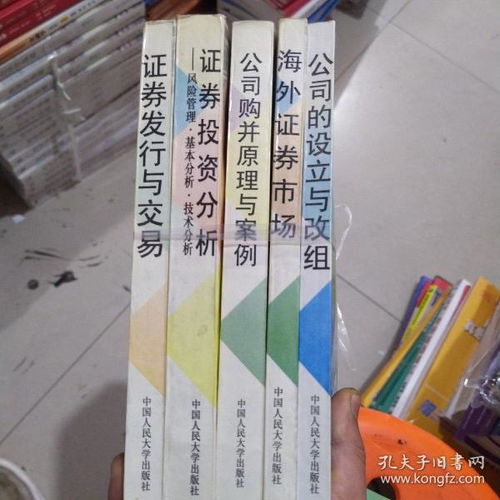 证券发行与交易
中国人民大学出版社
证券投资分析
——风险管理·基本分析·技术分析
中国人民大学出版社
公司购并原理与案例
中国人民大学出版社
海外证券市场
中国人民大学出版社
公司的设立与改组
中国人民大学出版社
孔夫子旧书网
www.kongfz.com